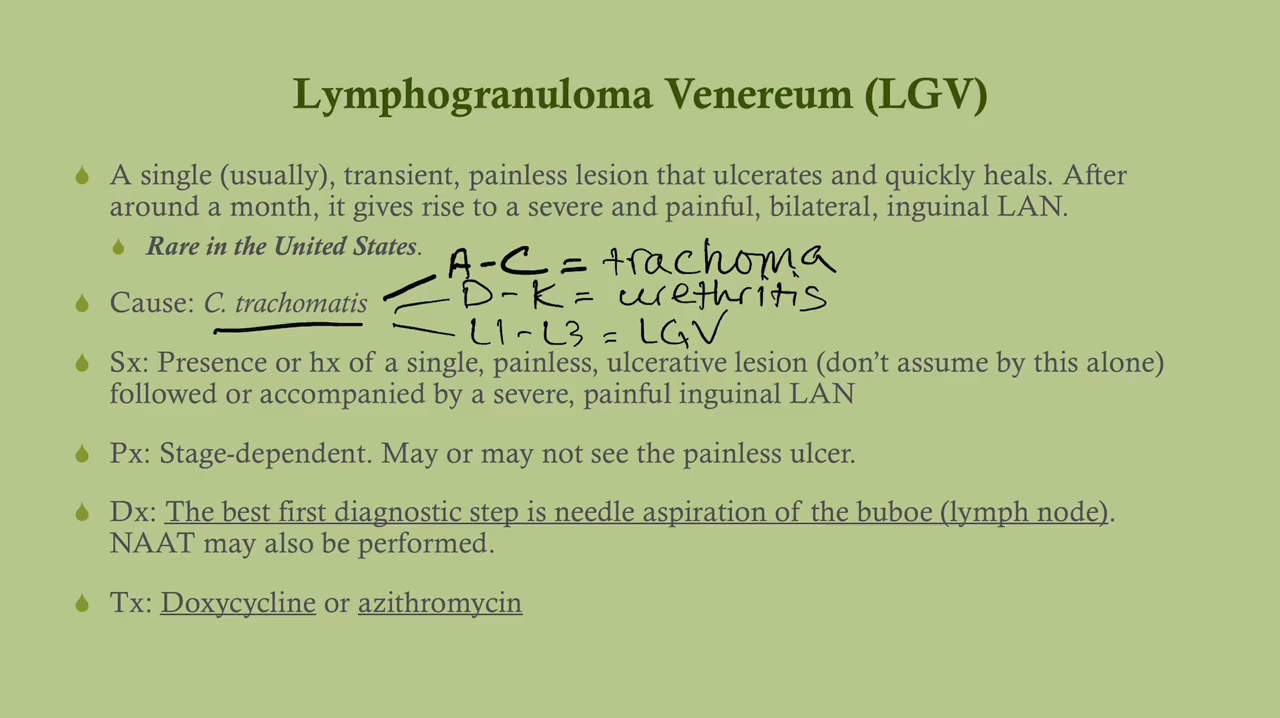 Lymphogranuloma Venereum (LGV)
A single (usually), transient, painless lesion that ulcerates and quickly heals. After
around a month, it gives rise to a severe and painful, bilateral, inguinal LAN.
Rare in the United States.
A-C = trachoma
Cause: C. trachomatis
D-K = urethritis
L1-L3 = LGV
Sx: Presence or hx of a single, painless, ulcerative lesion (don't assume by this alone)
followed or accompanied by a severe, painful inguinal LAN
Px: Stage-dependent. May or may not see the painless ulcer.
Dx: The best first diagnostic step is needle aspiration of the buboe (lymph node).
NAAT may also be performed.
Tx: Doxycycline or azithromycin